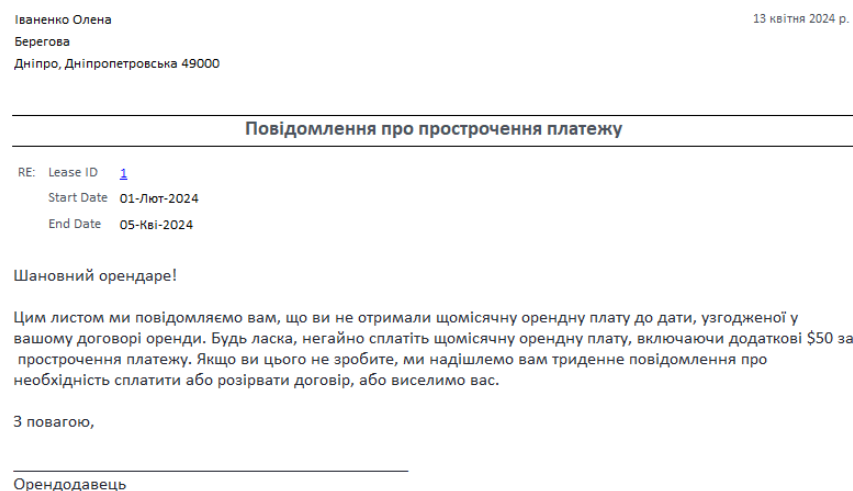 Іваненко Олена
13 квітня 2024 р.
Берегова
Дніпро, Дніпропетровська 49000
Повідомлення про прострочення платежу
RE: Lease ID 1
Start Date 01-Лют-2024
End Date 05-Кві-2024
Шановний орендаре!
Цим листом ми повідомляємо вам, що ви не отримали щомісячну орендну плату до дати, узгодженої у
вашому договорі оренди. Будь ласка, негайно сплатіть щомісячну орендну плату, включаючи додаткові $50 за
прострочення платежу. Якщо ви цього не зробите, ми надішлемо вам триденне повідомлення про
необхідність сплатити або розірвати договір, або виселимо вас.
З повагою,
Орендодавець